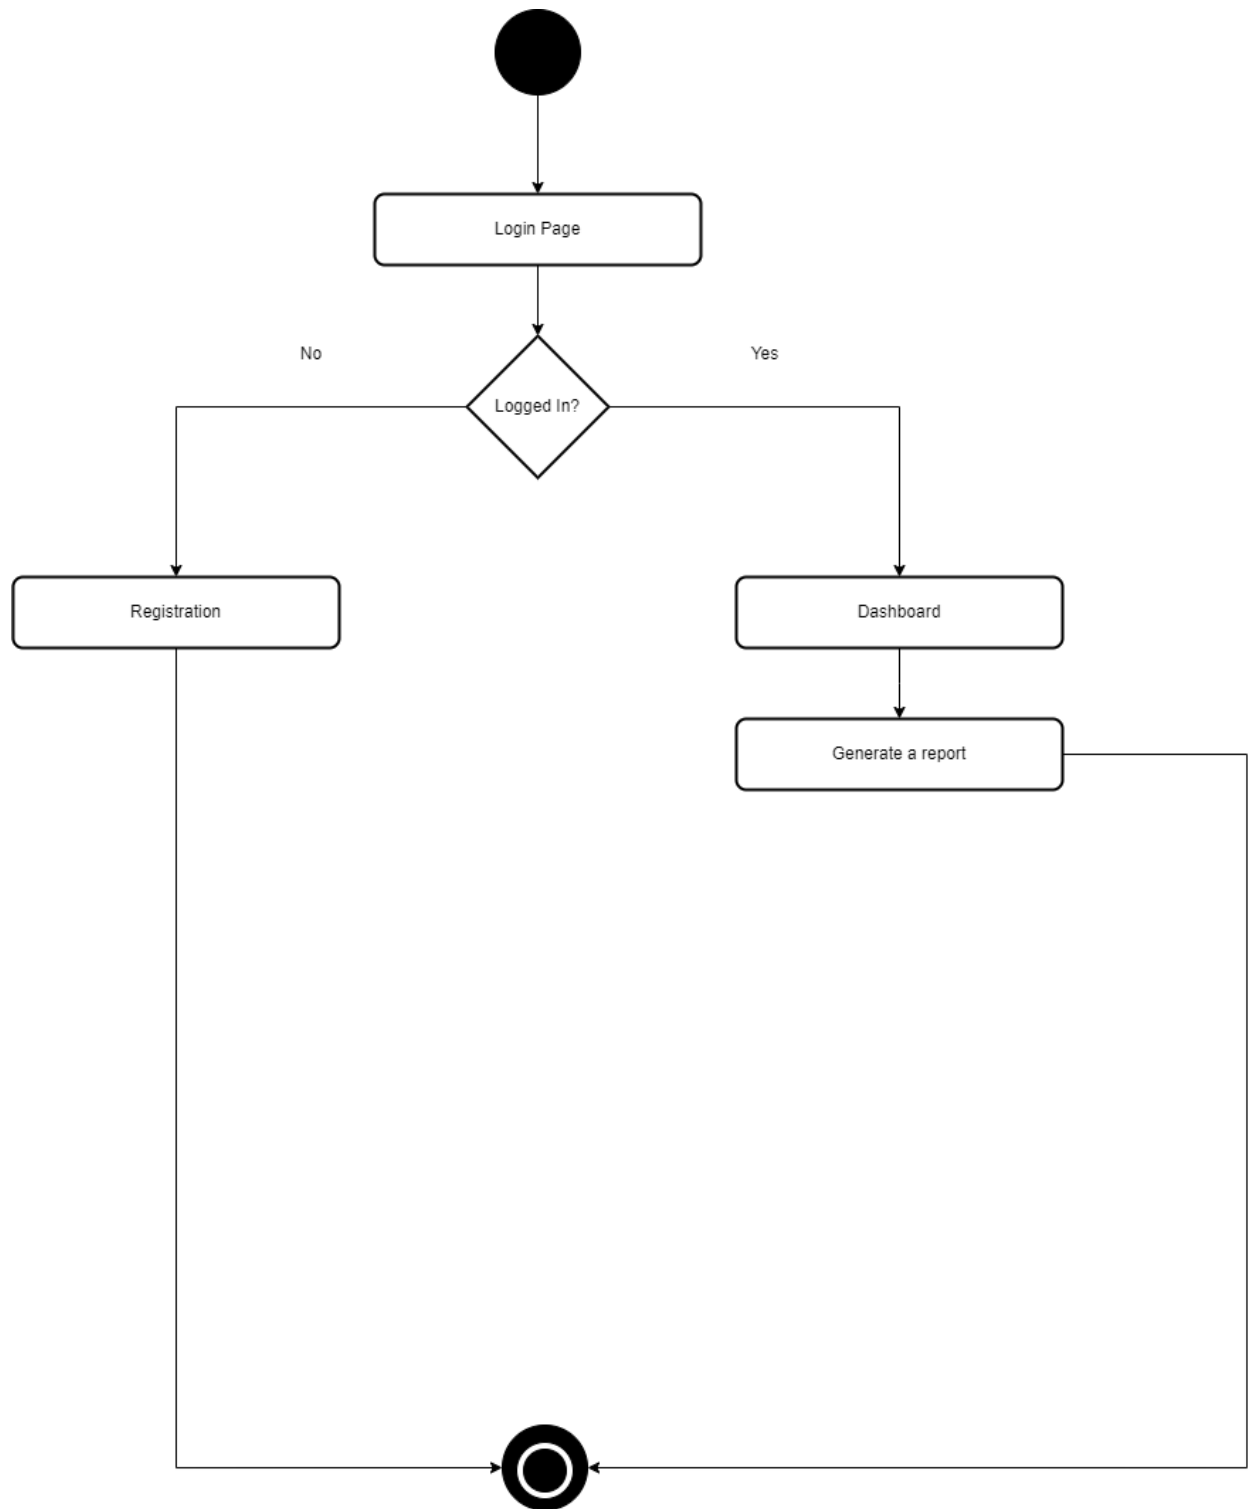 Login Page
No
Yes
Logged In?
Registration
Dashboard
Generate a report